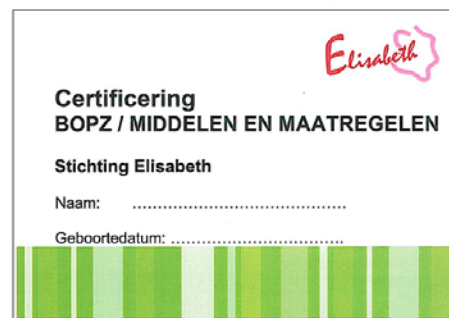 Elisabeth
Certificering
BOPZ / MIDDELEN EN MAATREGELEN
Stichting Elisabeth
Naam: ..........................................
Geboortedatum: ..................................